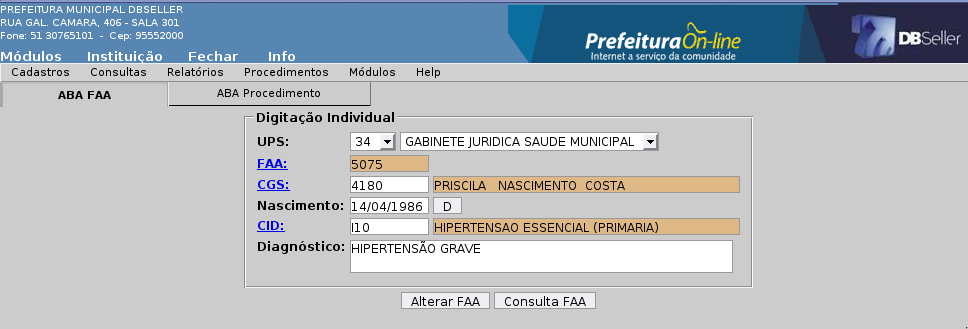 PREFEITURA MUNICIPAL DBSELLER
RUA GAL. CAMARA, 406 - SALA 301
Fone: 51 30765101 - Cep: 95552000
Prefeitura On-line
Internet a serviço da comunidade
DBSeller
Módulos Instituição Fechar Info
Cadastros Consultas Relatórios Procedimentos Módulos Help
ABA FAA ABA Procedimento
Digitação Individual
UPS: 34 GABINETE JURIDICA SAUDE MUNICIPAL
FAA: 5075
CGS: 4180 PRISCILA NASCIMENTO COSTA
Nascimento: 14/04/1986 D
CID: I10 HIPERTENSAO ESSENCIAL (PRIMARIA)
Diagnóstico: HIPERTENSÃO GRAVE
Alterar FAA Consulta FAA